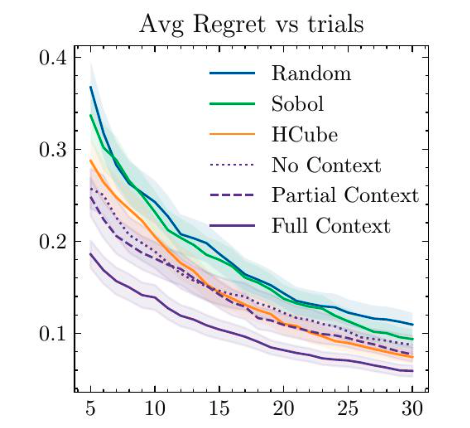 Avg Regret vs trials
0.4
0.3
0.2
0.1
Random
Sobol
HCube
No Context
Partial Context
Full Context
5 10 15 20 25 30